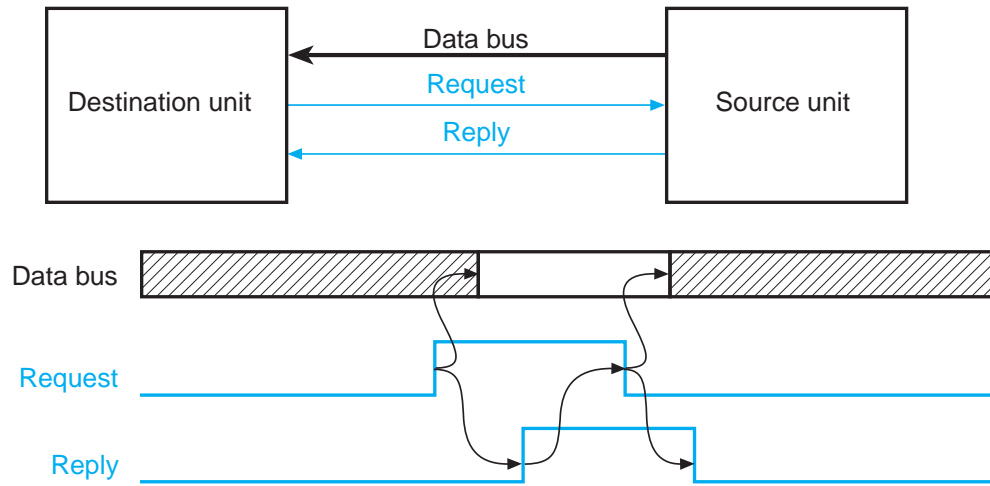 Data bus
Destination unit
Request
Source unit
Reply
Data bus
Request
Reply